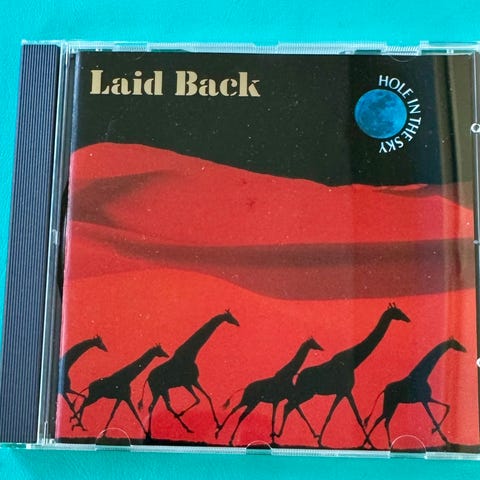 Laid Back
HOLE IN THE SKY